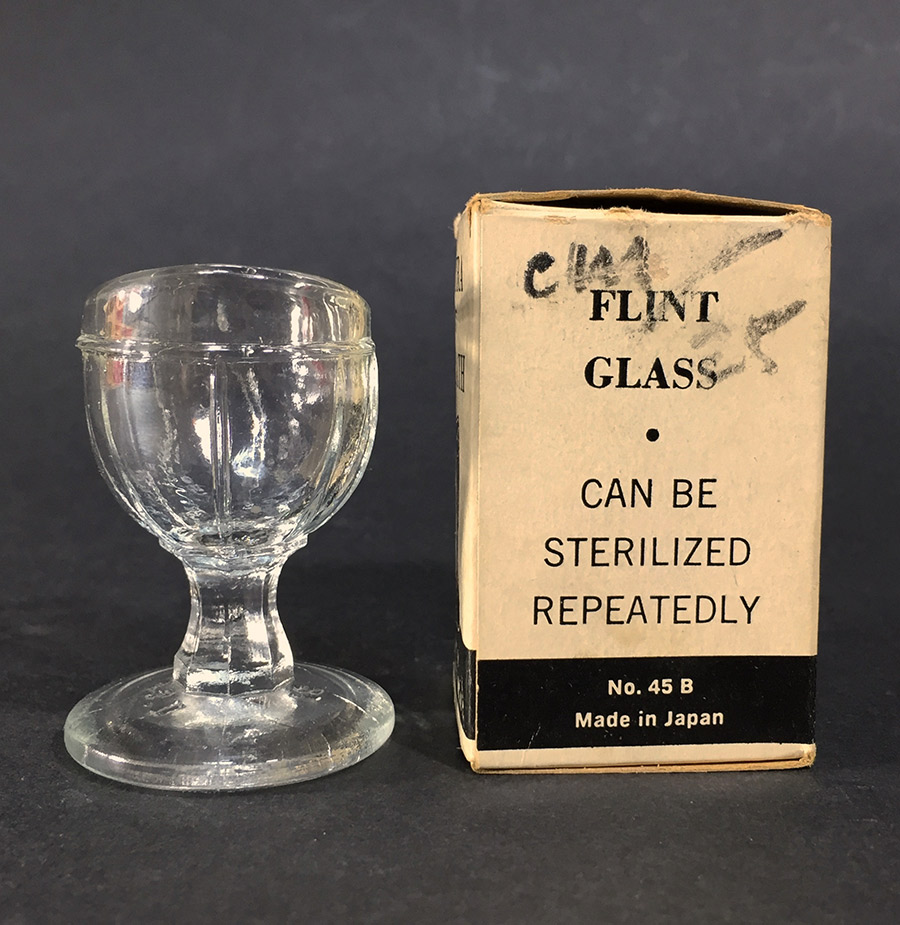 FLINT
GLASS
•
CAN BE
STERILIZED
REPEATEDLY
No. 45 B
Made in Japan